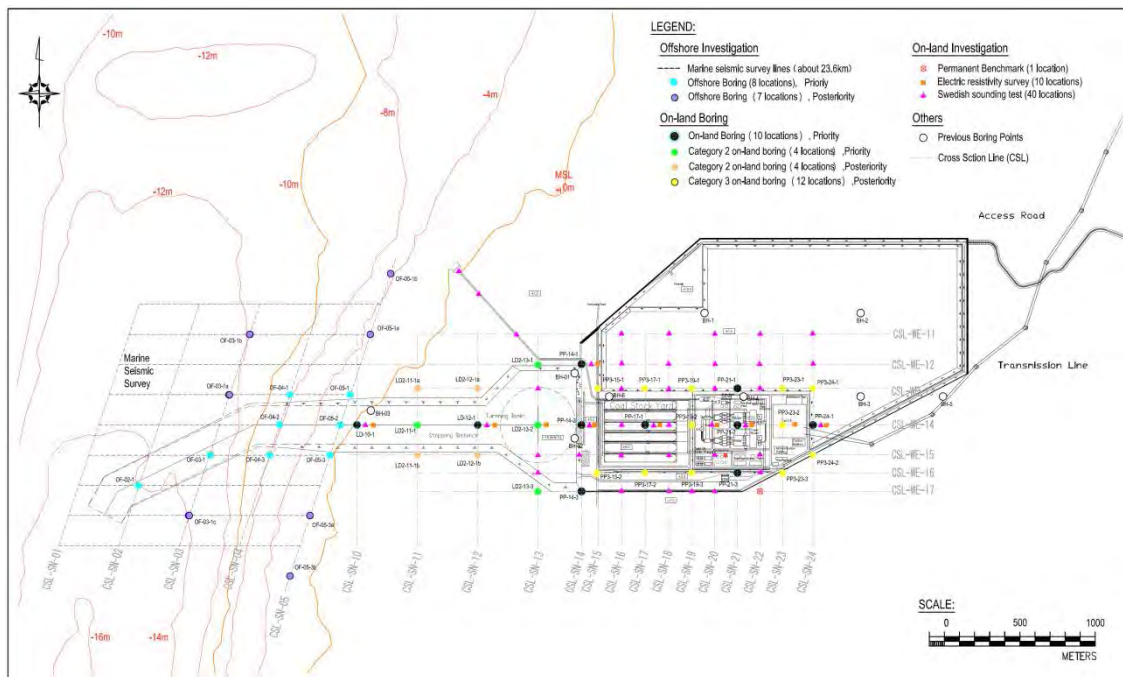 -10m
-12m
-4m
-8m
-10m
-12m
MSL
±0m
-16m
-14m
LEGEND:
Offshore Investigation
Marine seismic survey lines (about 23.6km)
Offshore Boring (8 locations), Prioriy
Offshore Boring (7 locations) , Posteriority
On-land Boring
On-land Boring (10 locations) , Priority
Category 2 on-land boring (4 locations) ,Priority
Category 2 on-land boring (4 locations) ,Posteriority
Category 3 on-land boring (12 locations) ,Posteriority
On-land Investigation
Permanent Benchmark (1 location)
Electric resistivity survey (10 locations)
Swedish sounding test (40 locations)
Others
Previous Boring Points
Cross Sction Line (CSL)
Access Road
Transmission Line
Marine
Seismic
Survey
OF-05-1a
OF-03-1b
OF-03-1a
OF-04-1
OF-05-1
OF-04-2
OF-05-2
OF-03-1
OF-04-3
OF-05-3
OF-02-1
OF-03-1c
BH-03
LD-10-1
LD2-11-1a
LD2-12-1a
LD2-11-1
LD-12-1
LD2-11-1b
LD2-12-1b
LD2-13-1
LD2-13-2
LD2-13-3
Turning Basin
Stopping Distance
PP-14-1
BH-01
PP-14-2
PP-14-3
BH-1
BH-2
BH-3
BH-5
BH-6
PP3-15-1
PP3-17-1
PP3-19-1
PP-21-1
PP3-23-1
PP3-24-1
Coal Stock Yard
PP-17-1
PP3-19-2
PP3-23-2
PP-24-1
PP3-24-2
PP3-15-2
PP3-17-2
PP3-19-3
PP-21-3
PP3-23-3
CSL-WE-11
CSL-WE-12
CSL-WE-14
CSL-WE-15
CSL-WE-16
CSL-WE-17
CSL-SN-01
CSL-SN-02
CSL-SN-03
CSL-SN-04
CSL-SN-05
CSL-SN-10
CSL-SN-11
CSL-SN-12
CSL-SN-13
CSL-SN-14
CSL-SN-15
CSL-SN-16
CSL-SN-17
CSL-SN-18
CSL-SN-19
CSL-SN-20
CSL-SN-21
CSL-SN-22
CSL-SN-23
CSL-SN-24
SCALE:
0
500
1000
METERS